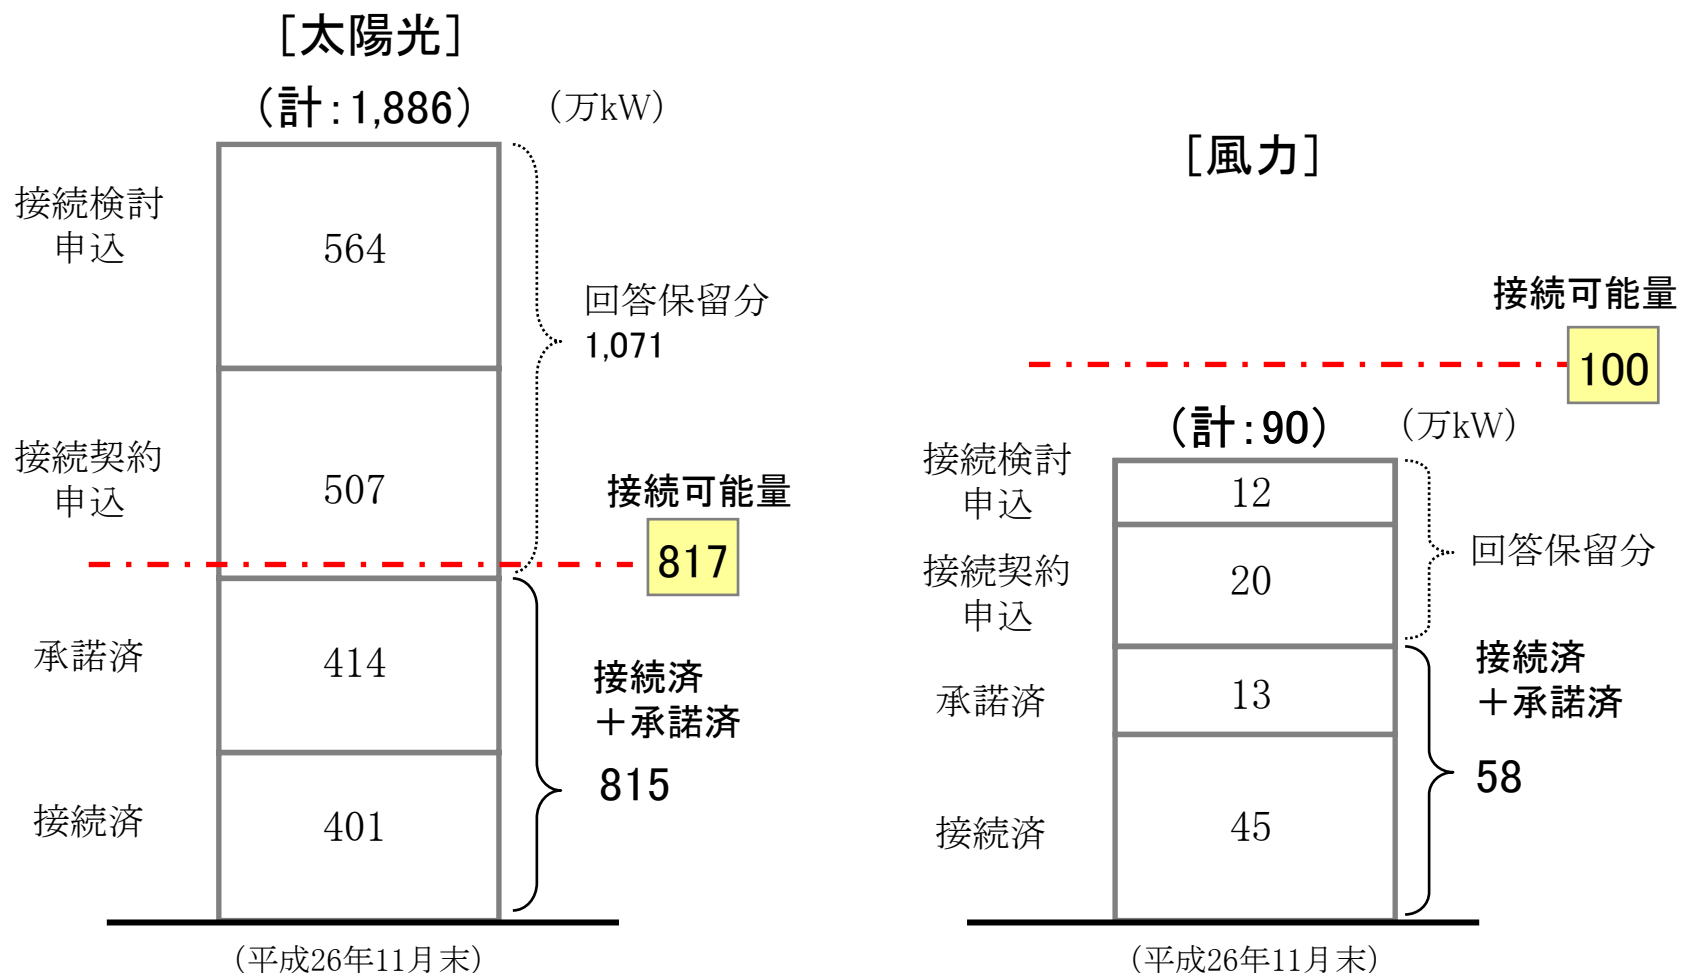 ［太陽光］
（計：1,886）
（万kW）
接続検討
申込
564
回答保留分
1,071
接続契約
申込
507
接続可能量
817
承諾済
414
接続済
＋承諾済
815
接続済
401
（平成26年11月末）
［風力］
接続可能量
100
（計：90）
（万kW）
接続検討
申込
12
回答保留分
接続契約
申込
20
承諾済
13
接続済
＋承諾済
58
接続済
45
（平成26年11月末）